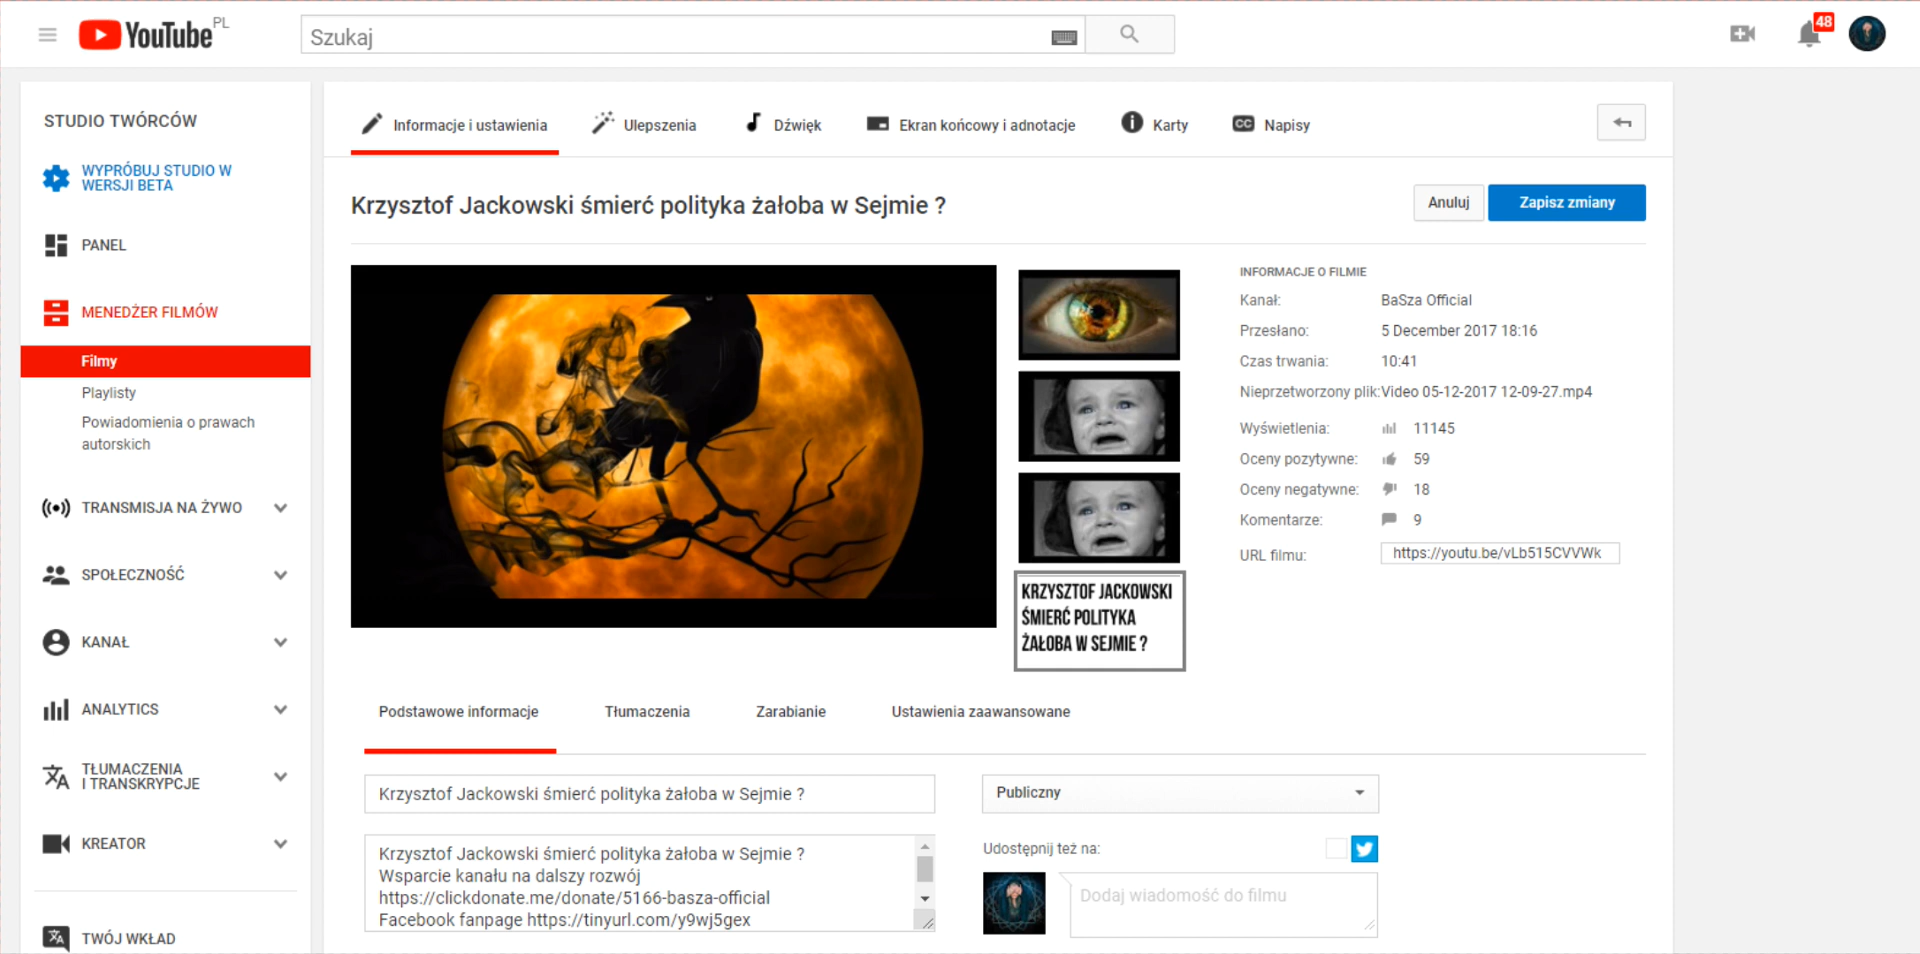 YouTube PL
Szukaj
48
STUDIO TWÓRCÓW
WYPRÓBUJ STUDIO W
WERSJI BETA
PANEL
MENEDŻER FILMÓW
Filmy
Playlisty
Powiadomienia o prawach
autorskich
TRANSMISJA NA ŻYWO
SPOŁECZNOŚĆ
KANAŁ
ANALYTICS
TŁUMACZENIA
I TRANSKRYPCJE
KREATOR
TWÓJ WKŁAD
Informacje i ustawienia
Ulepszenia
Dźwięk
Ekran końcowy i adnotacje
Karty
CC Napisy
Krzysztof Jackowski śmierć polityka żałoba w Sejmie ?
Anuluj
Zapisz zmiany
KRZYSZTOF JACKOWSKI
ŚMIERĆ POLITYKA
ŻAŁOBA W SEJMIE ?
INFORMACJE O FILMIE
Kanał: BaSza Official
Przesłano: 5 December 2017 18:16
Czas trwania: 10:41
Nieprzetworzony plik: Video 05-12-2017 12-09-27.mp4
Wyświetlenia: 11145
Oceny pozytywne: 59
Oceny negatywne: 18
Komentarze: 9
URL filmu: https://youtu.be/vLb515CVVWk
Podstawowe informacje
Tłumaczenia
Zarabianie
Ustawienia zaawansowane
Krzysztof Jackowski śmierć polityka żałoba w Sejmie ?
Krzysztof Jackowski śmierć polityka żałoba w Sejmie ?
Wsparcie kanału na dalszy rozwój
https://clickdonate.me/donate/5166-basza-official
Facebook fanpage https://tinyurl.com/y9wj5gex
Publiczny
Udostępnij też na:
Dodaj wiadomość do filmu